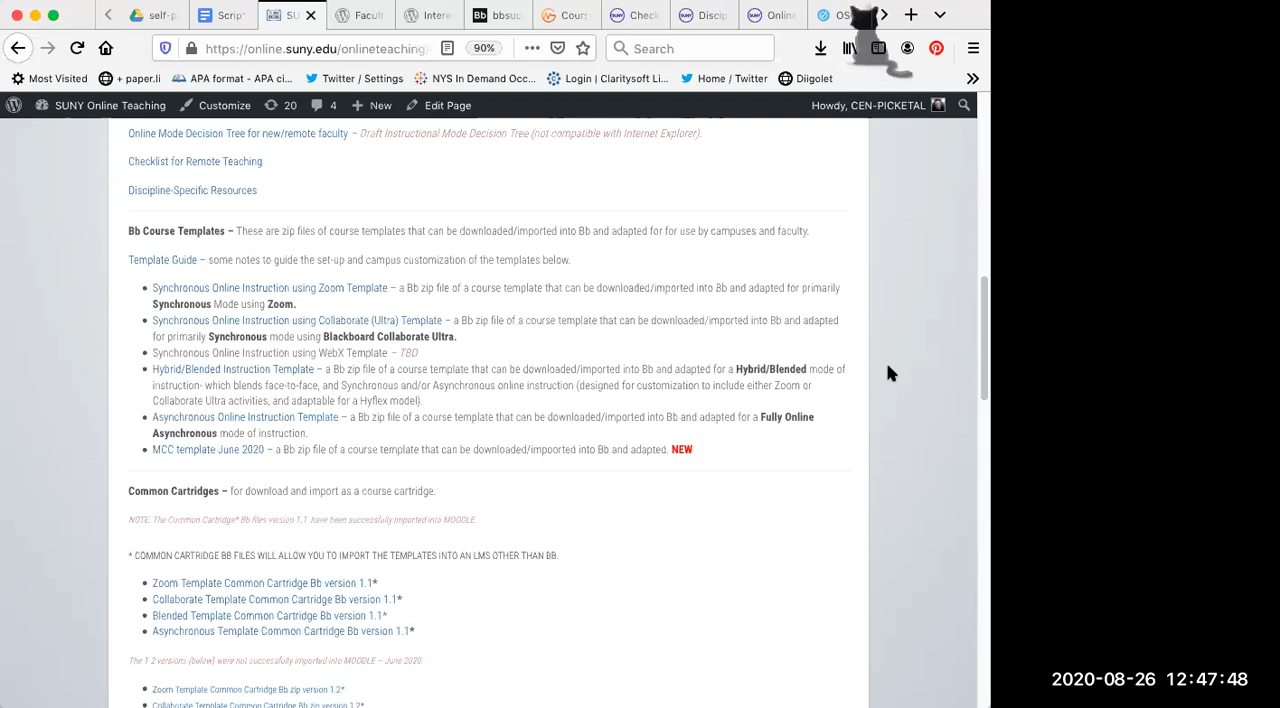 self-p
Script
SU
Facul
Intere
Bb bbsup
Cours
Check
Discip
Online
https://online.suny.edu/onlineteaching/
90%
Search
Most Visited
+ paper.li
APA format - APA ci...
Twitter / Settings
NYS In Demand Occ...
Login | Claritysoft Li...
Home / Twitter
Diigolet
SUNY Online Teaching
Customize
20
4
New
Edit Page
Howdy, CEN-PICKETAL
Online Mode Decision Tree for new/remote faculty – Draft Instructional Mode Decision Tree (not compatible with Internet Explorer).
Checklist for Remote Teaching
Discipline-Specific Resources
Bb Course Templates – These are zip files of course templates that can be downloaded/imported into Bb and adapted for for use by campuses and faculty.
Template Guide – some notes to guide the set-up and campus customization of the templates below.
Synchronous Online Instruction using Zoom Template – a Bb zip file of a course template that can be downloaded/imported into Bb and adapted for primarily
Synchronous Mode using Zoom.
Synchronous Online Instruction using Collaborate (Ultra) Template – a Bb zip file of a course template that can be downloaded/imported into Bb and adapted
for primarily Synchronous mode using Blackboard Collaborate Ultra.
Synchronous Online Instruction using WebX Template – TBD
Hybrid/Blended Instruction Template – a Bb zip file of a course template that can be downloaded/imported into Bb and adapted for a Hybrid/Blended mode of
instruction- which blends face-to-face, and Synchronous and/or Asynchronous online instruction (designed for customization to include either Zoom or
Collaborate Ultra activities, and adaptable for a Hyflex model).
Asynchronous Online Instruction Template – a Bb zip file of a course template that can be downloaded/imported into Bb and adapted for a Fully Online
Asynchronous mode of instruction.
MCC template June 2020 – a Bb zip file of a course template that can be downloaded/impoorted into Bb and adapted. NEW
Common Cartridges – for download and import as a course cartridge.
NOTE: The Common Cartridge* Bb files version 1.1 have been successfully imported into MOODLE.
* COMMON CARTRIDGE BB FILES WILL ALLOW YOU TO IMPORT THE TEMPLATES INTO AN LMS OTHER THAN BB.
Zoom Template Common Cartridge Bb version 1.1*
Collaborate Template Common Cartridge Bb version 1.1*
Blended Template Common Cartridge Bb version 1.1*
Asynchronous Template Common Cartridge Bb version 1.1*
The 1.2 versions (below) were not successfully imported into MOODLE – June 2020.
Zoom Template Common Cartridge Bb zip version 1.2*
Collaborate Template Common Cartridge Bb zip version 1.2*
2020-08-26 12:47:48